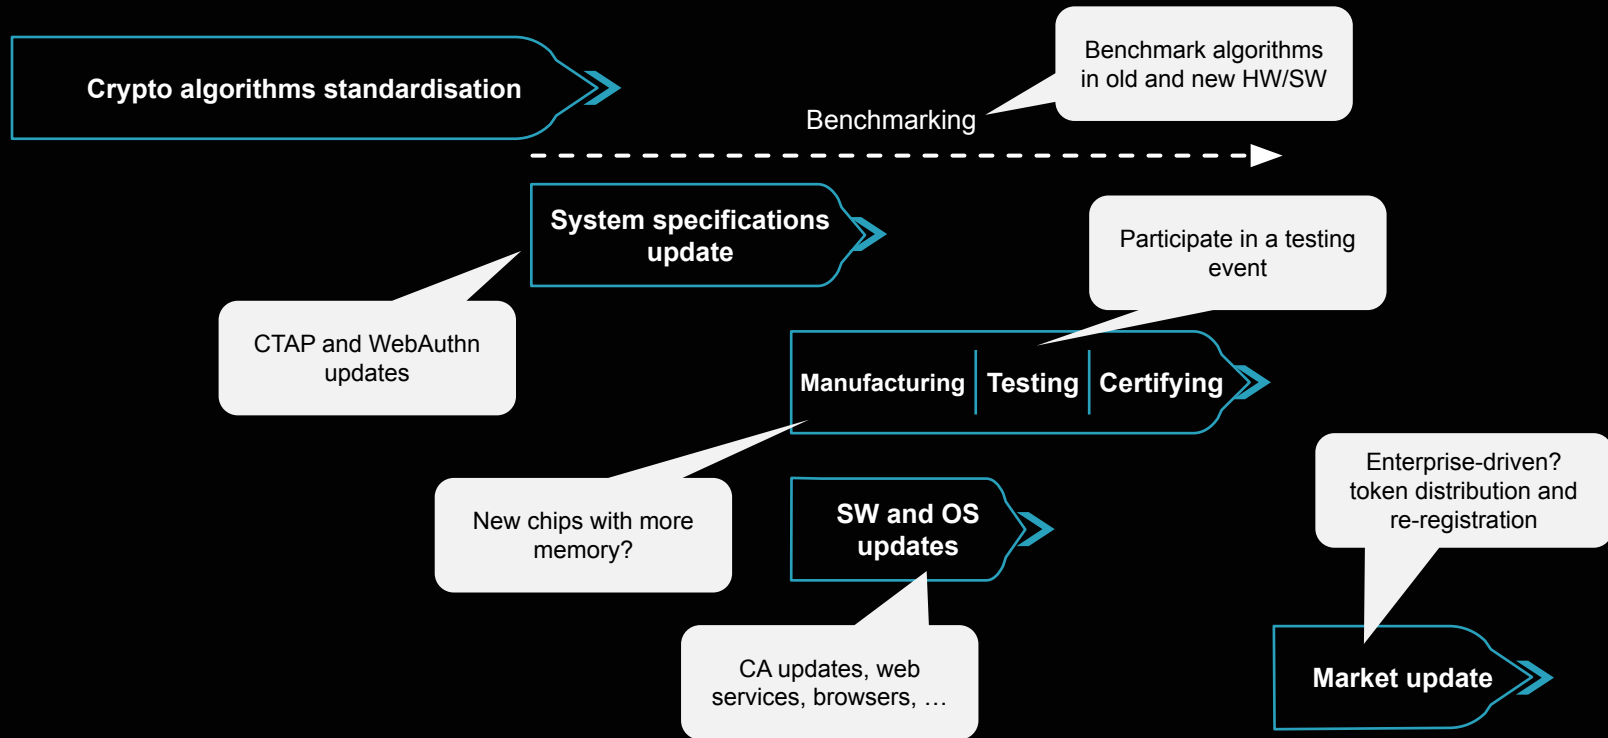 Crypto algorithms standardisation
Benchmark algorithms
in old and new HW/SW
Benchmarking
System specifications
update
Participate in a testing
event
CTAP and WebAuthn
updates
Manufacturing
Testing
Certifying
New chips with more
memory?
SW and OS
updates
Enterprise-driven?
token distribution and
re-registration
CA updates, web
services, browsers, …
Market update